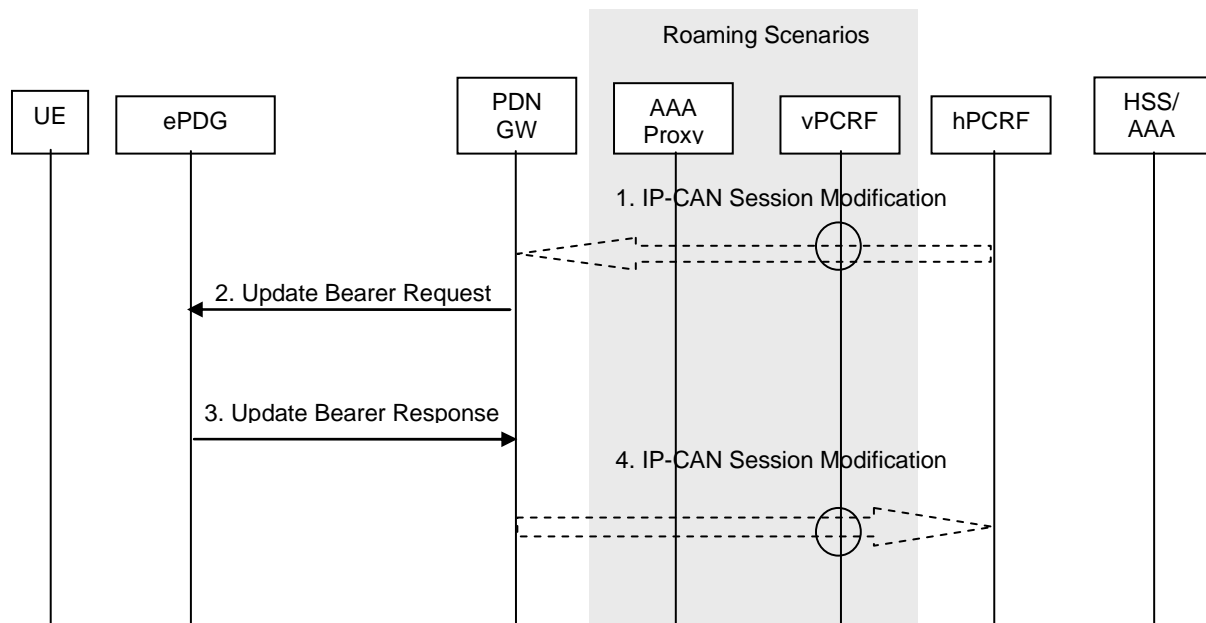 Roaming Scenarios
UE
ePDG
PDN
GW
AAA
Proxy
vPCRF
hPCRF
HSS/
AAA
1. IP-CAN Session Modification
2. Update Bearer Request
3. Update Bearer Response
4. IP-CAN Session Modification